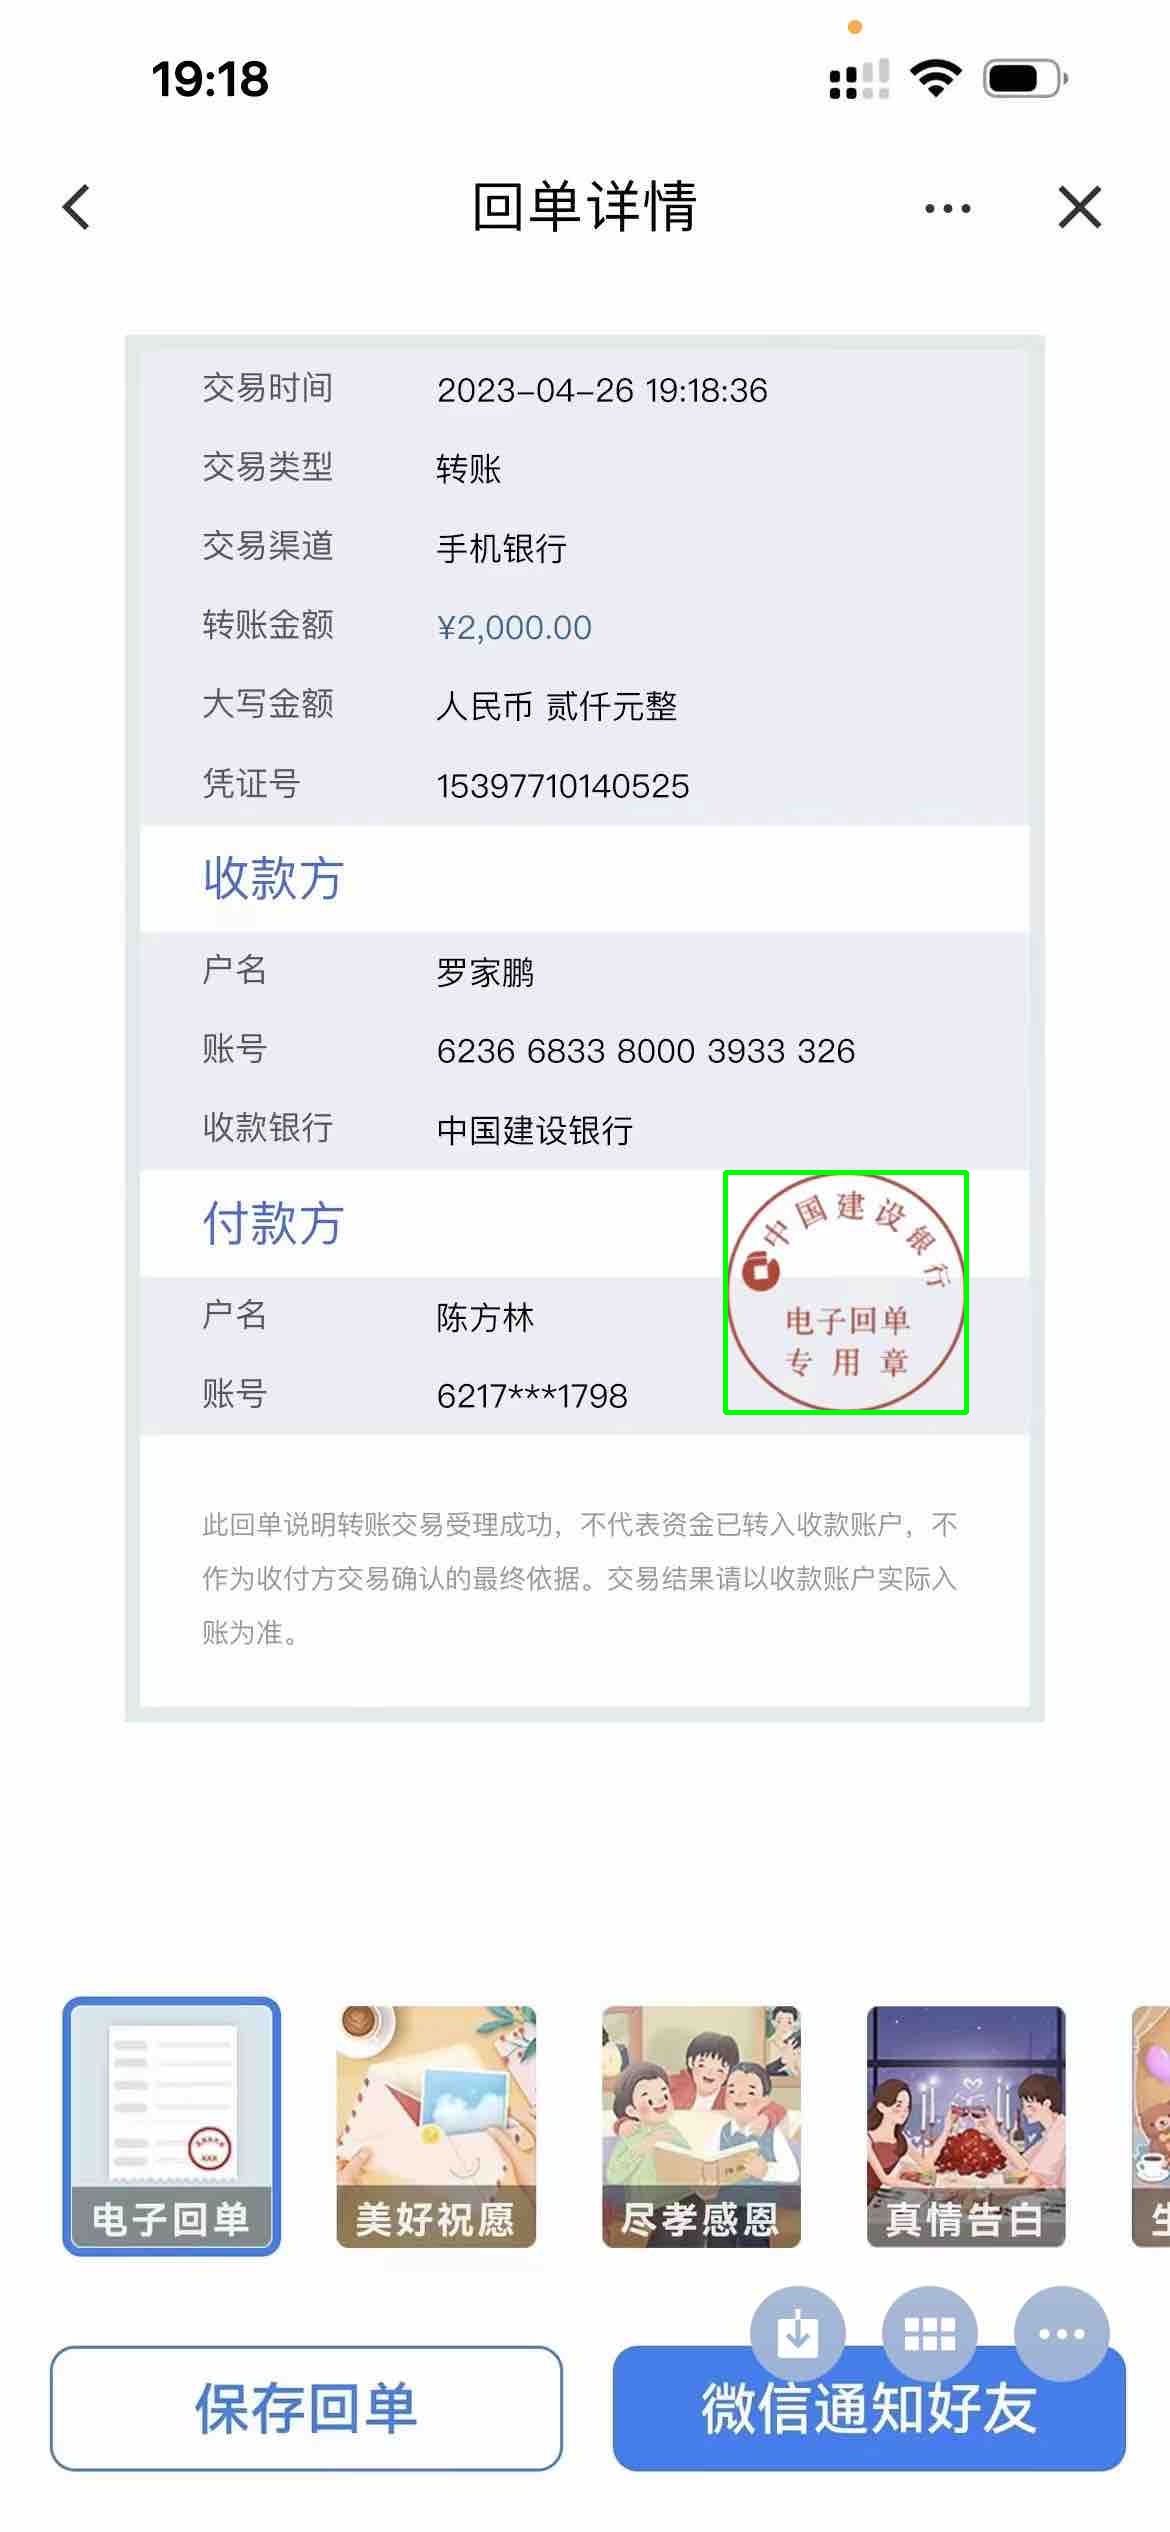 19:18
回单详情
交易时间 2023-04-26 19:18:36
交易类型 转账
交易渠道 手机银行
转账金额 ¥2,000.00
大写金额 人民币 贰仟元整
凭证号 15397710140525
收款方
户名 罗家鹏
账号 6236 6833 8000 3933 326
收款银行 中国建设银行
付款方
中国建设银行
电子回单
专用章
户名 陈方林
账号 6217***1798
此回单说明转账交易受理成功，不代表资金已转入收款账户，不
作为收付方交易确认的最终依据。交易结果请以收款账户实际入
账为准。
电子回单 美好祝愿 尽孝感恩 真情告白
保存回单 微信通知好友